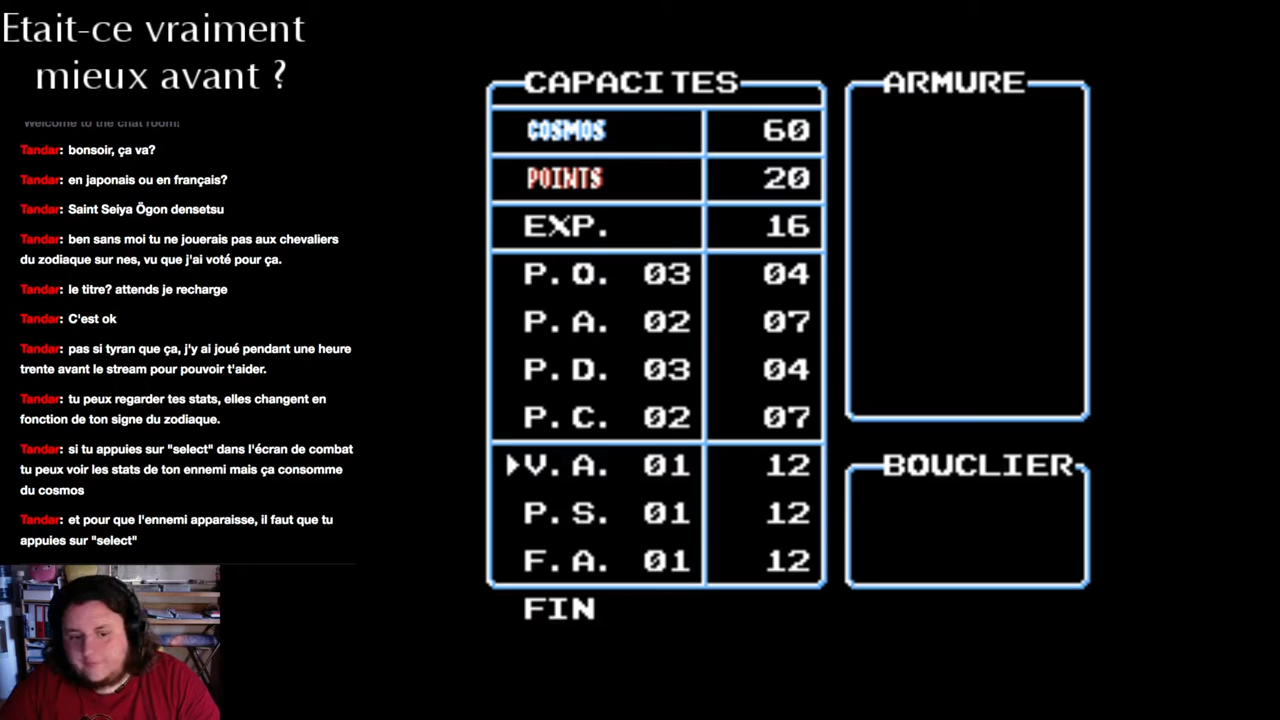 Etait-ce vraiment
mieux avant ?
Welcome to the chat room!
Tandar: bonsoir, ça va?
Tandar: en japonais ou en français?
Tandar: Saint Seiya Ögon densetsu
Tandar: ben sans moi tu ne jouerais pas aux chevaliers
du zodiaque sur nes, vu que j'ai voté pour ça.
Tandar: le titre? attends je recharge
Tandar: C'est ok
Tandar: pas si tyran que ça, j'y ai joué pendant une heure
trente avant le stream pour pouvoir t'aider.
Tandar: tu peux regarder tes stats, elles changent en
fonction de ton signe du zodiaque.
Tandar: si tu appuies sur "select" dans l'écran de combat
tu peux voir les stats de ton ennemi mais ça consomme
du cosmos
Tandar: et pour que l'ennemi apparaisse, il faut que tu
appuies sur "select"
CAPACITES
COSMOS 60
POINTS 20
EXP. 16
P.O. 03 04
P.A. 02 07
P.D. 03 04
P.C. 02 07
V.A. 01 12
P.S. 01 12
F.A. 01 12
FIN
ARMURE
BOUCLIER